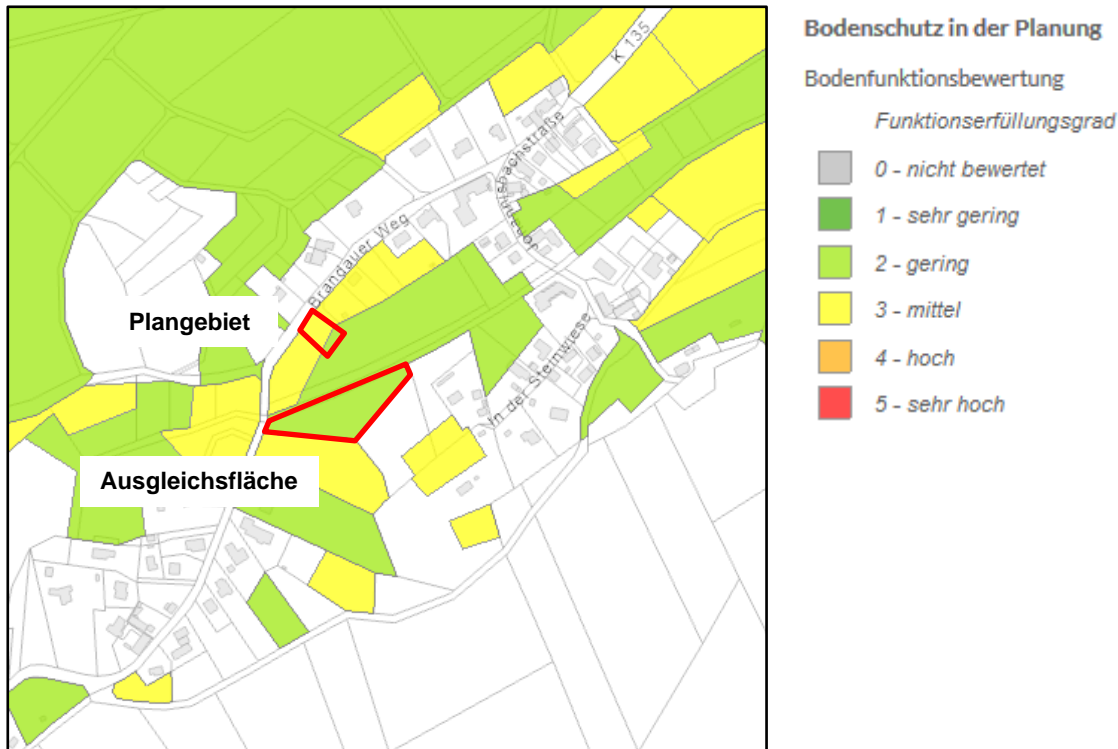 Bodenschutz in der Planung
Bodenfunktionsbewertung
Funktionserfüllungsgrad
0 - nicht bewertet
1 - sehr gering
2 - gering
3 - mittel
4 - hoch
5 - sehr hoch
K 135
Brandauer Weg
Plangebiet
In der Steinwiese
Ausgleichsfläche